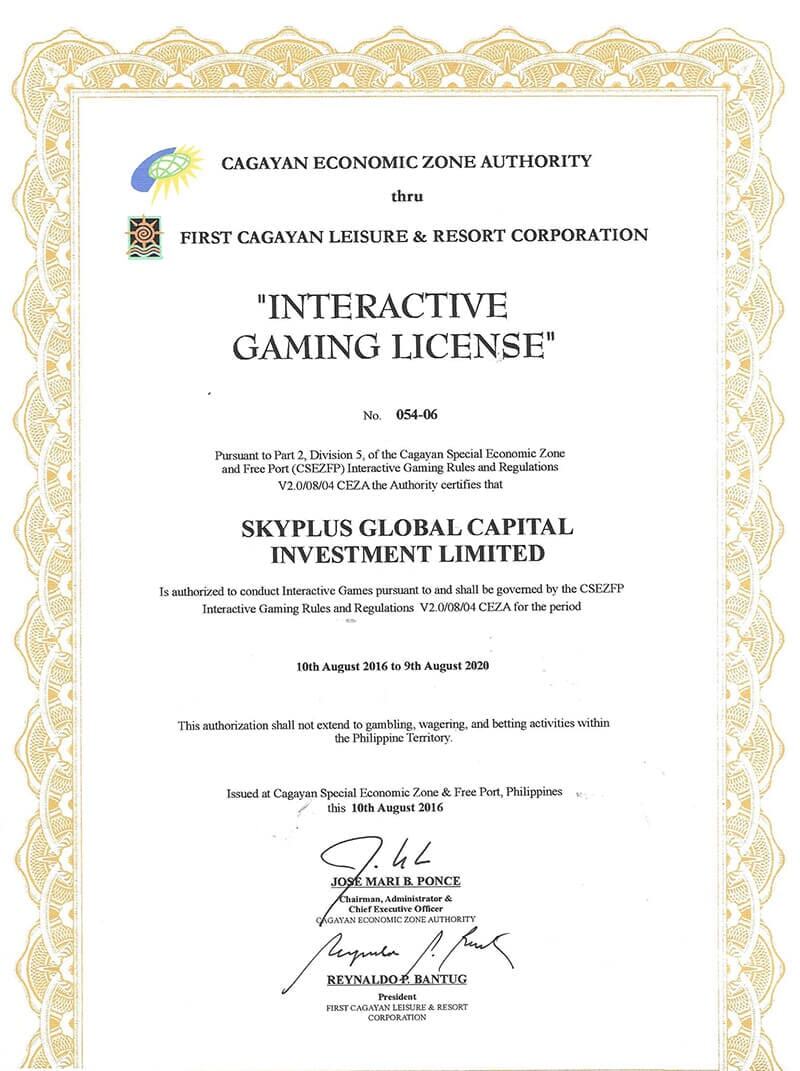 CAGAYAN ECONOMIC ZONE AUTHORITY
thru
FIRST CAGAYAN LEISURE & RESORT CORPORATION
"INTERACTIVE
GAMING LICENSE"
No. 054-06
Pursuant to Part 2, Division 5, of the Cagayan Special Economic Zone
and Free Port (CSEZFP) Interactive Gaming Rules and Regulations
V2.0/08/04 CEZA the Authority certifies that
SKYPLUS GLOBAL CAPITAL
INVESTMENT LIMITED
Is authorized to conduct Interactive Games pursuant to and shall be governed by the CSEZFP
Interactive Gaming Rules and Regulations V2.0/08/04 CEZA for the period
10th August 2016 to 9th August 2020
This authorization shall not extend to gambling, wagering, and betting activities within
the Philippine Territory.
Issued at Cagayan Special Economic Zone & Free Port, Philippines
this 10th August 2016
JOSE MARI B. PONCE
Chairman, Administrator &
Chief Executive Officer
CAGAYAN ECONOMIC ZONE AUTHORITY
REYNALDO P. BANTUG
President
FIRST CAGAYAN LEISURE & RESORT
CORPORATION